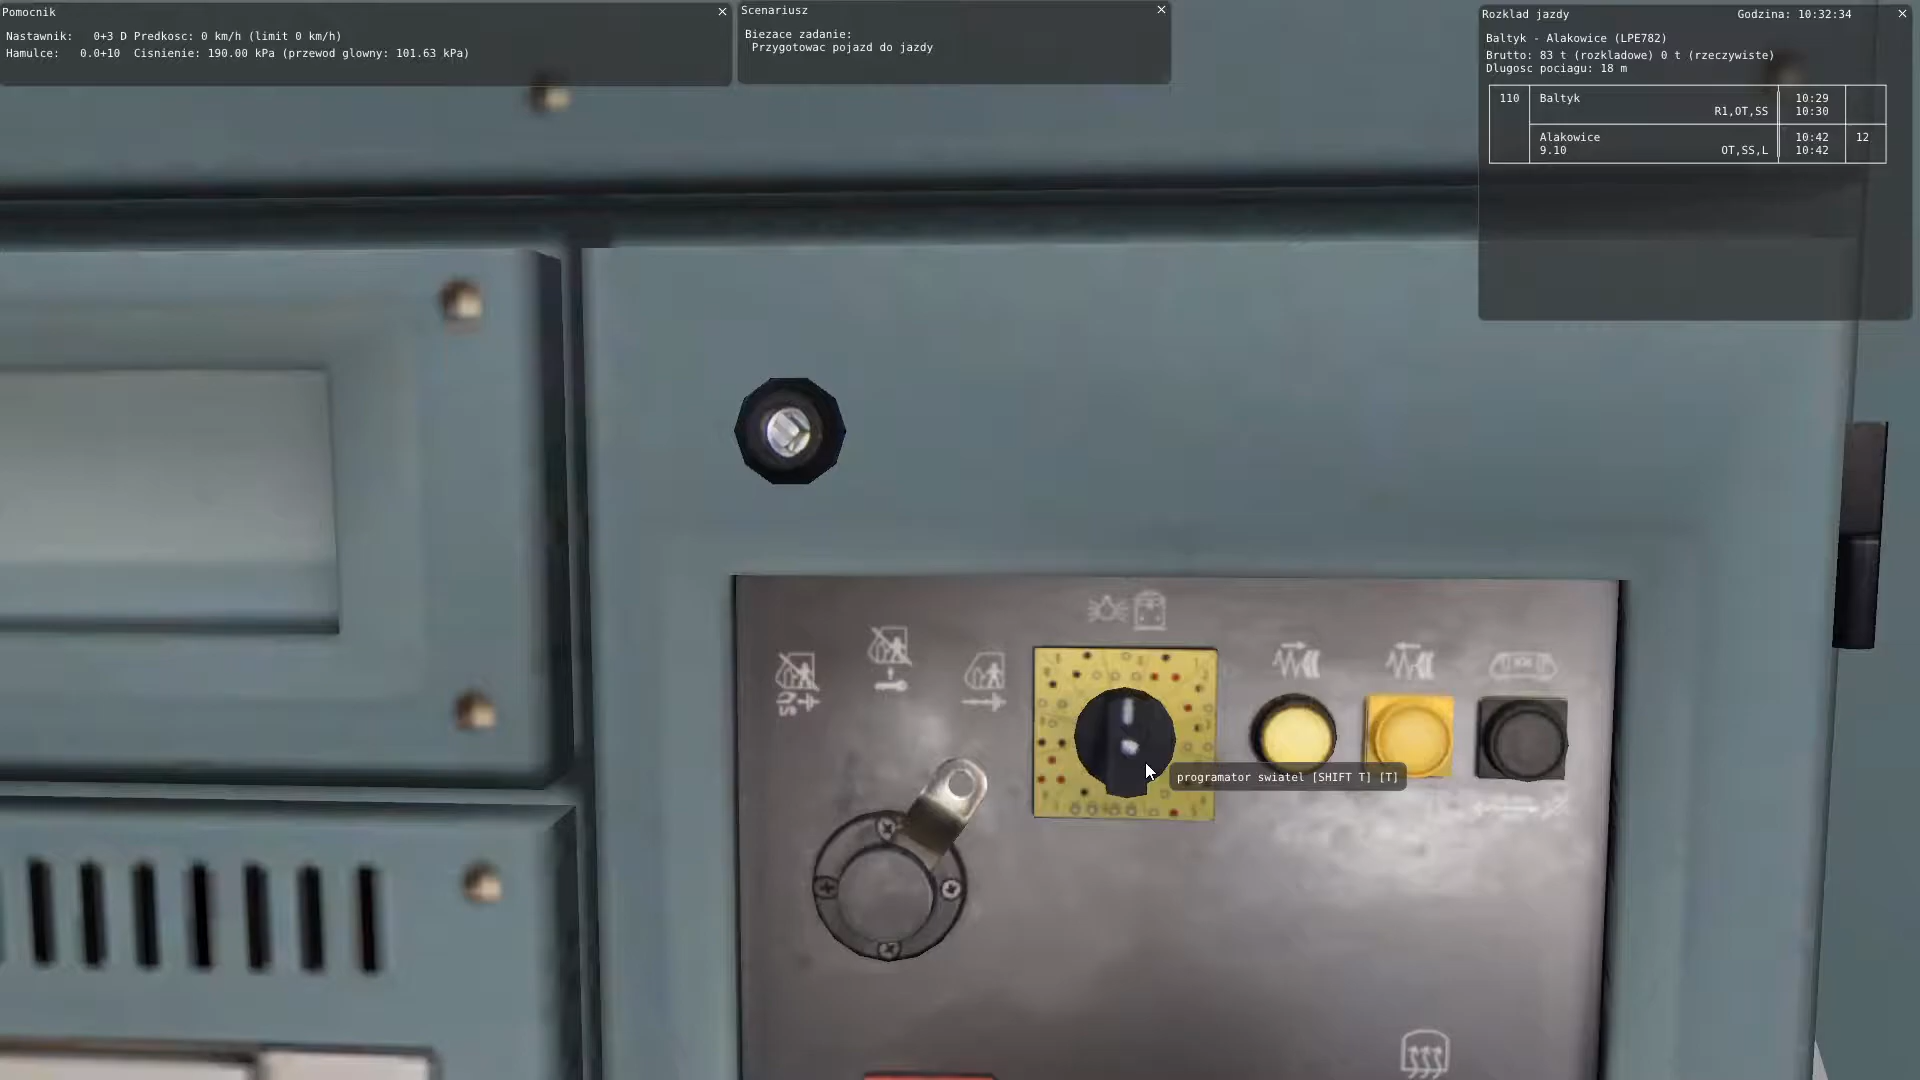 Pomocnik
Nastawnik:   0+3 D Predkosc: 0 km/h (limit 0 km/h)
Hamulce:   0.0+10  Cisnienie: 190.00 kPa (przewod glowny: 101.63 kPa)
Scenariusz
Biezace zadanie:
Przygotowac pojazd do jazdy
Rozklad jazdy Godzina: 10:32:34
Baltyk - Alakowice (LPE782)
Brutto: 83 t (rozkladowe) 0 t (rzeczywiste)
Dlugosc pociagu: 18 m
110 Baltyk 10:29
R1,OT,SS 10:30
Alakowice 10:42 12
9.10 OT,SS,L 10:42
programator swiatel [SHIFT T] [T]